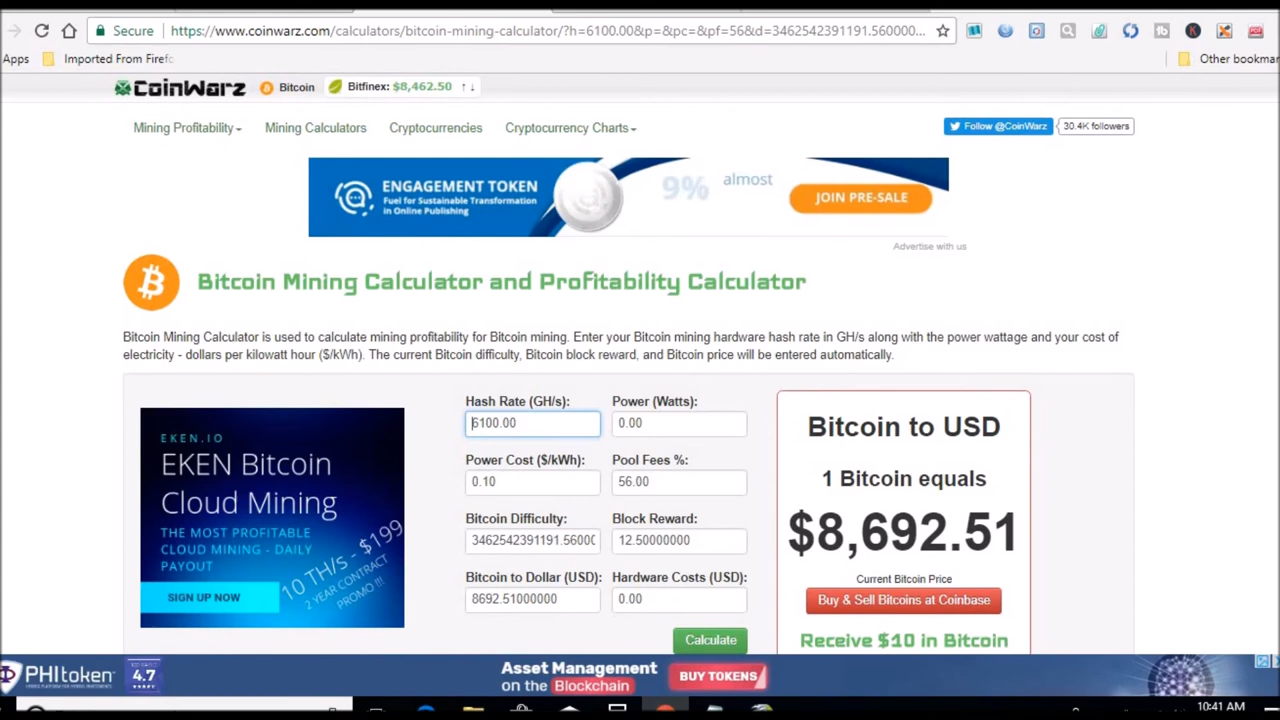 Secure https://www.coinwarz.com/calculators/bitcoin-mining-calculator/?h=6100.00&p=&pc=&pf=56&d=3462542391191.560000...
Apps Imported From Firef Other bookmar
CoinWarz Bitcoin Bitfinex: $8,462.50 ↑ ↓
Mining Profitability Mining Calculators Cryptocurrencies Cryptocurrency Charts Follow @CoinWarz 30.4K followers
ENGAGEMENT TOKEN
Fuel for Sustainable Transformation
in Online Publishing
9% almost
JOIN PRE-SALE
Advertise with us
Bitcoin Mining Calculator and Profitability Calculator
Bitcoin Mining Calculator is used to calculate mining profitability for Bitcoin mining. Enter your Bitcoin mining hardware hash rate in GH/s along with the power wattage and your cost of
electricity - dollars per kilowatt hour ($/kWh). The current Bitcoin difficulty, Bitcoin block reward, and Bitcoin price will be entered automatically.
EKEN.IO
EKEN Bitcoin
Cloud Mining
THE MOST PROFITABLE
CLOUD MINING - DAILY
PAYOUT
10 TH/s - $199
2 YEAR CONTRACT
PROMO !!!
SIGN UP NOW
Hash Rate (GH/s): Power (Watts):
6100.00 0.00
Power Cost ($/kWh): Pool Fees %:
0.10 56.00
Bitcoin Difficulty: Block Reward:
3462542391191.5600 12.50000000
Bitcoin to Dollar (USD): Hardware Costs (USD):
8692.51000000 0.00
Calculate
Bitcoin to USD
1 Bitcoin equals
$8,692.51
Current Bitcoin Price
Buy & Sell Bitcoins at Coinbase
Receive $10 in Bitcoin
PHItoken
4.7
Asset Management
on the Blockchain
BUY TOKENS
10:41 AM